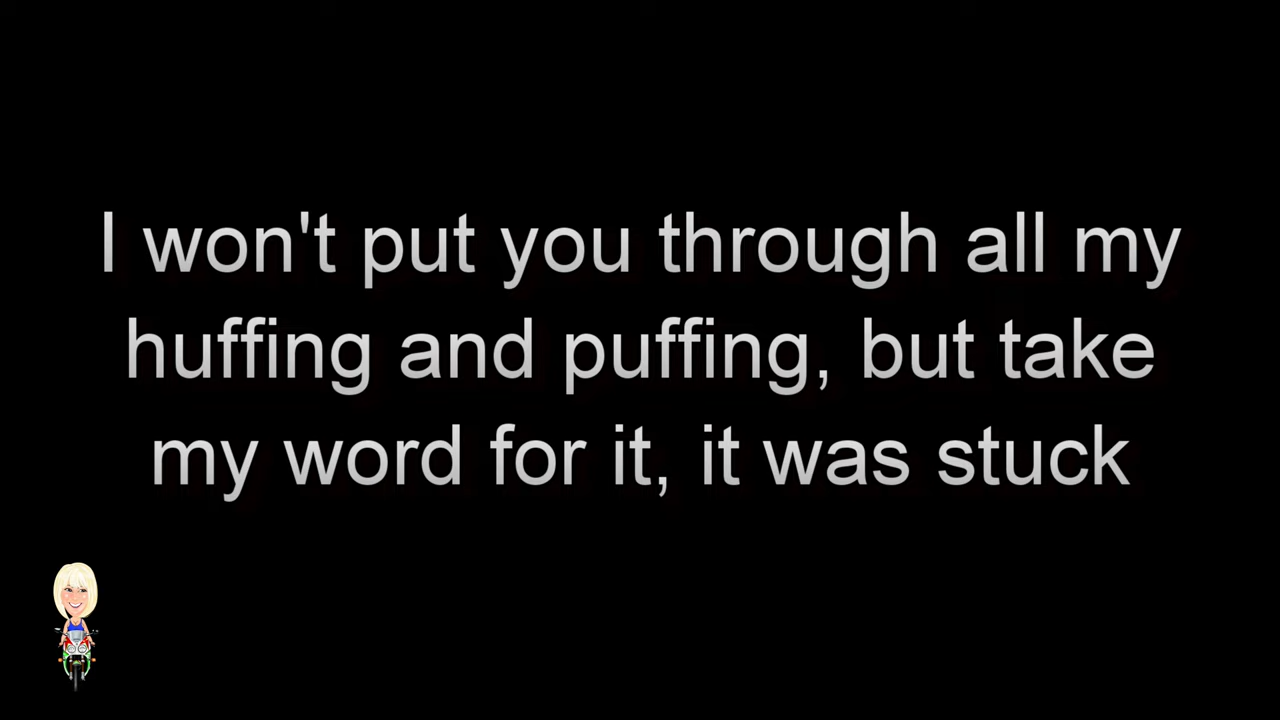 I won't put you through all my
huffing and puffing, but take
my word for it, it was stuck